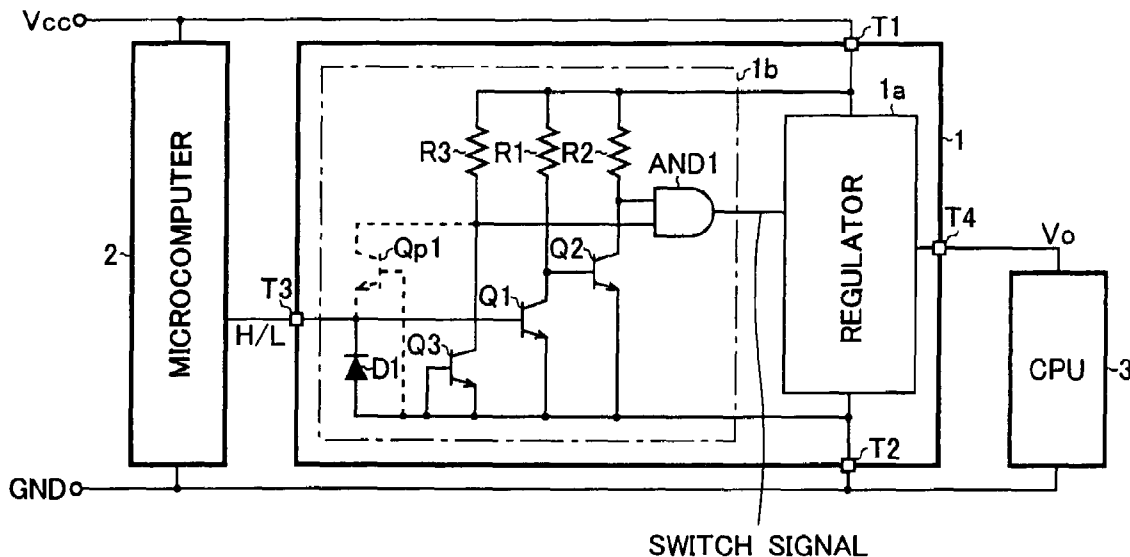 Vcc
T1
1b
1a
1
R3
R1
R2
AND1
MICROCOMPUTER
REGULATOR
T4
Vo
2
Qp1
Q2
T3
Q1
H/L
Q3
D1
CPU
3
T2
GND
SWITCH SIGNAL